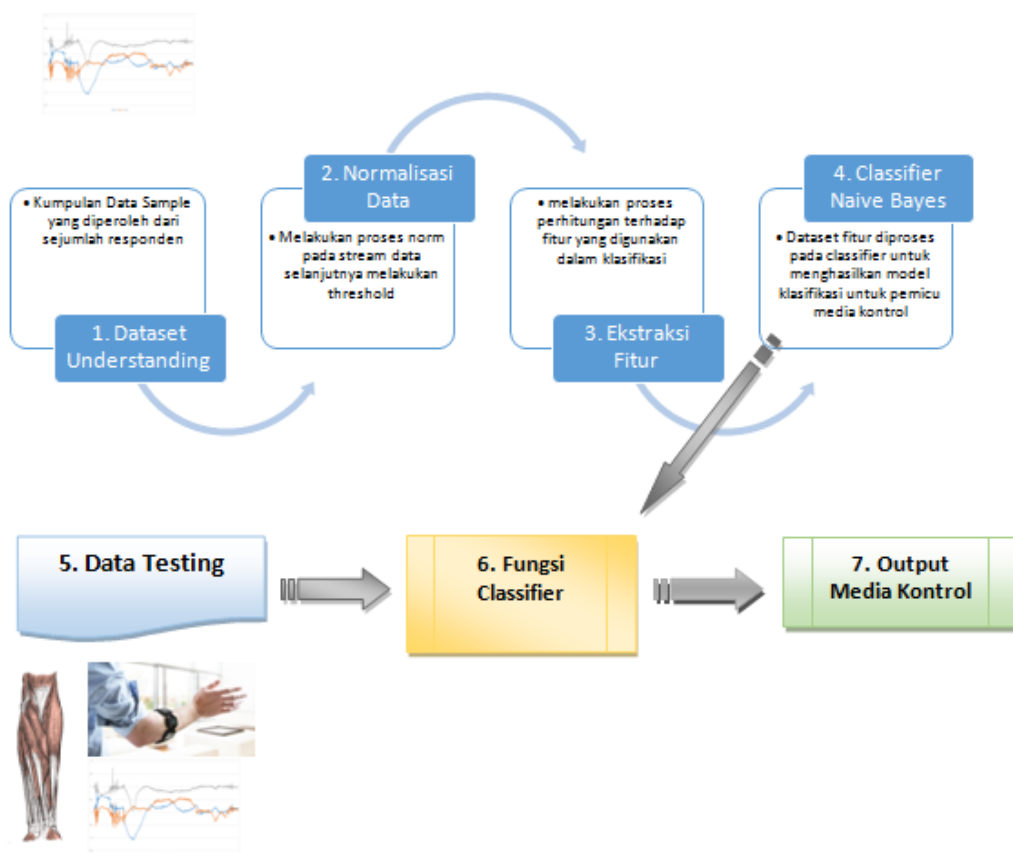 1. Dataset
Understanding
• Kumpulan Data Sample
yang diperoleh dari
sejumlah responden
2. Normalisasi
Data
• Melakukan proses norm
pada stream data
selanjutnya melakukan
threshold
3. Ekstraksi
Fitur
• melakukan proses
perhitungan terhadap
fitur yang digunakan
dalam klasifikasi
4. Classifier
Naive Bayes
• Dataset fitur diproses
pada classifier untuk
menghasilkan model
klasifikasi untuk pemicu
media kontrol
5. Data Testing
6. Fungsi
Classifier
7. Output
Media Kontrol